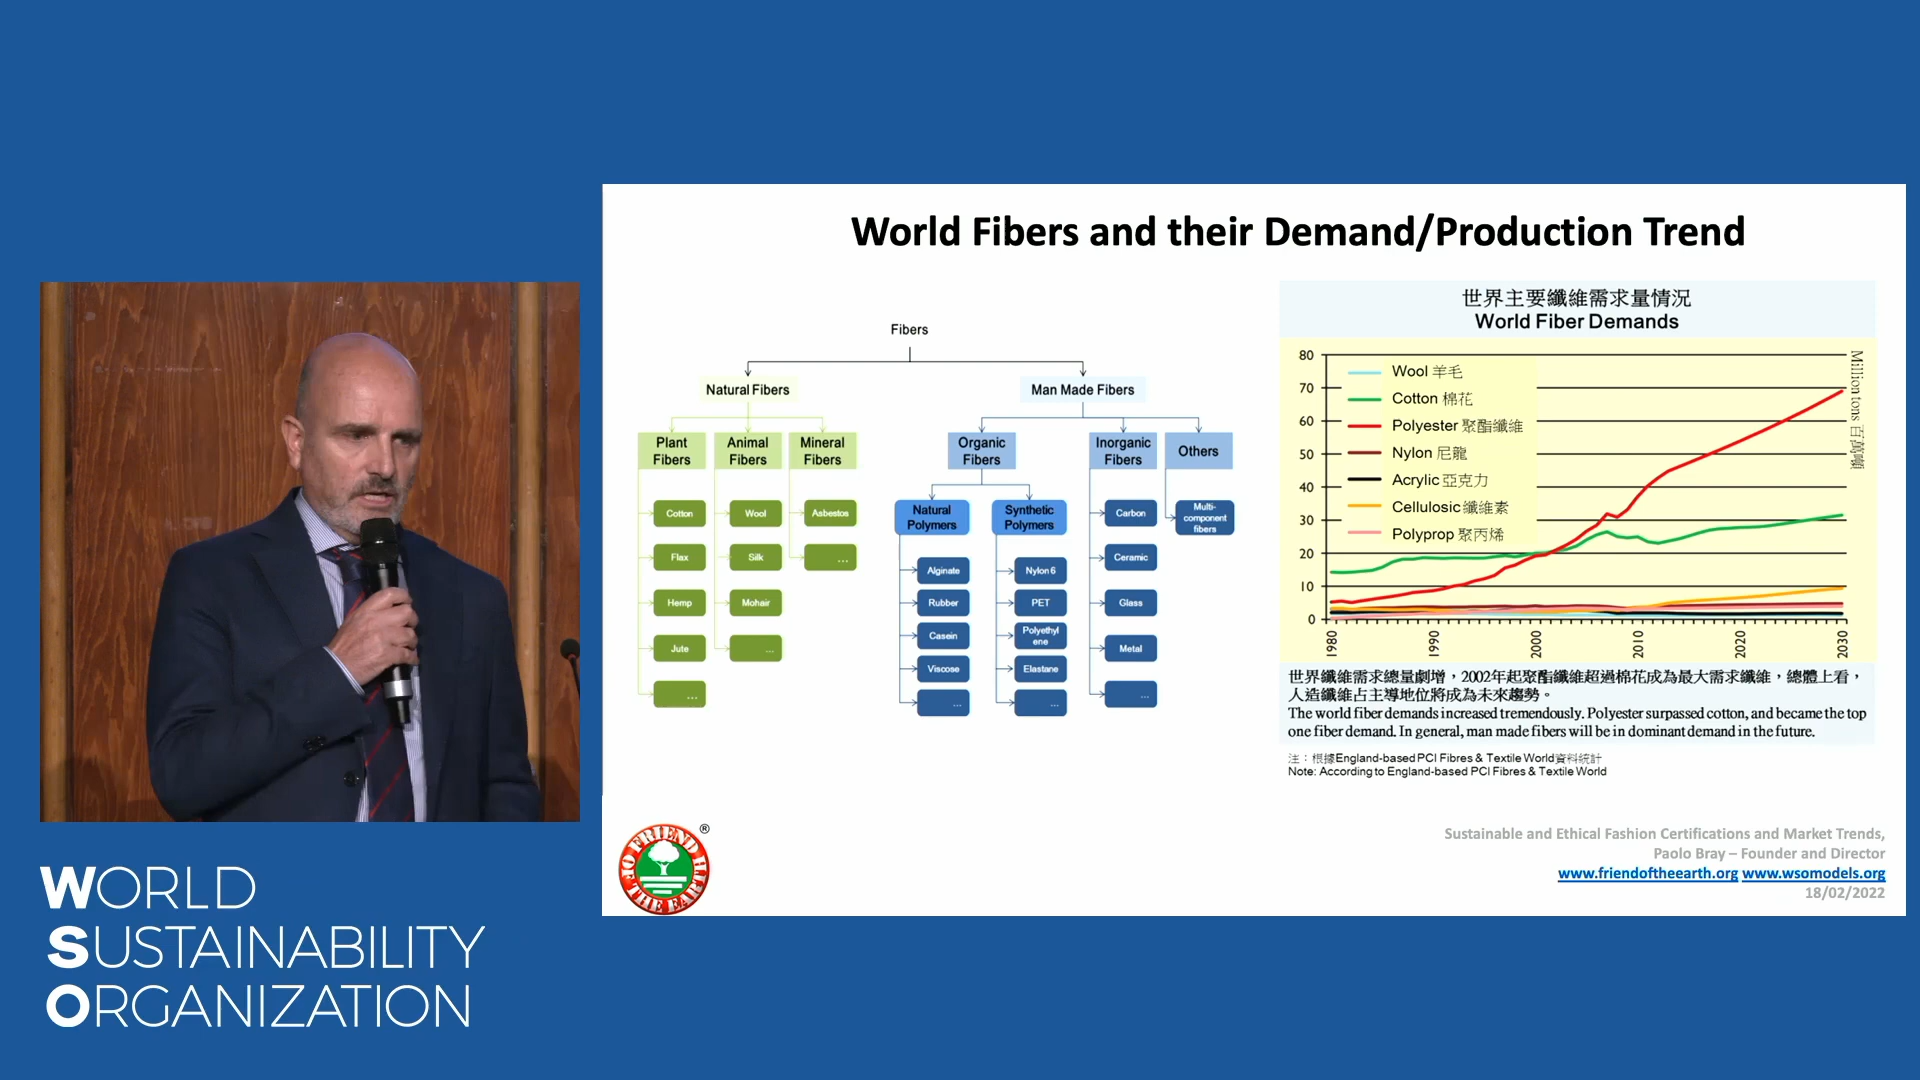 World Fibers and their Demand/Production Trend
Fibers
Natural Fibers
Man Made Fibers
Plant
Fibers
Animal
Fibers
Mineral
Fibers
Organic
Fibers
Inorganic
Fibers
Others
Cotton
Flax
Hemp
Jute
...
Wool
Silk
Mohair
...
Asbestos
...
Natural
Polymers
Synthetic
Polymers
Alginate
Rubber
Casein
Viscose
...
Nylon 6
PET
Polyethyl
ene
Elastane
...
Carbon
Ceramic
Glass
Metal
...
Multi-
component
fibers
世界主要纖維需求量情況
World Fiber Demands
80
70
60
50
40
30
20
10
0
Wool 羊毛
Cotton 棉花
Polyester 聚酯纖維
Nylon 尼龍
Acrylic 亞克力
Cellulosic 纖維素
Polyprop 聚丙烯
Million tons 百萬噸
1980
1990
2000
2010
2020
2030
世界纖維需求總量劇增，2002年起聚酯纖維超過棉花成為最大需求纖維，總體上看，
人造纖維占主導地位將成為未來趨勢。
The world fiber demands increased tremendously. Polyester surpassed cotton, and became the top
one fiber demand. In general, man made fibers will be in dominant demand in the future.
注：根據England-based PCI Fibres & Textile World資料統計
Note: According to England-based PCI Fibres & Textile World
FRIEND OF THE EARTH
®
Sustainable and Ethical Fashion Certifications and Market Trends,
Paolo Bray – Founder and Director
www.friendoftheearth.org www.wsomodels.org
18/02/2022
WORLD
SUSTAINABILITY
ORGANIZATION